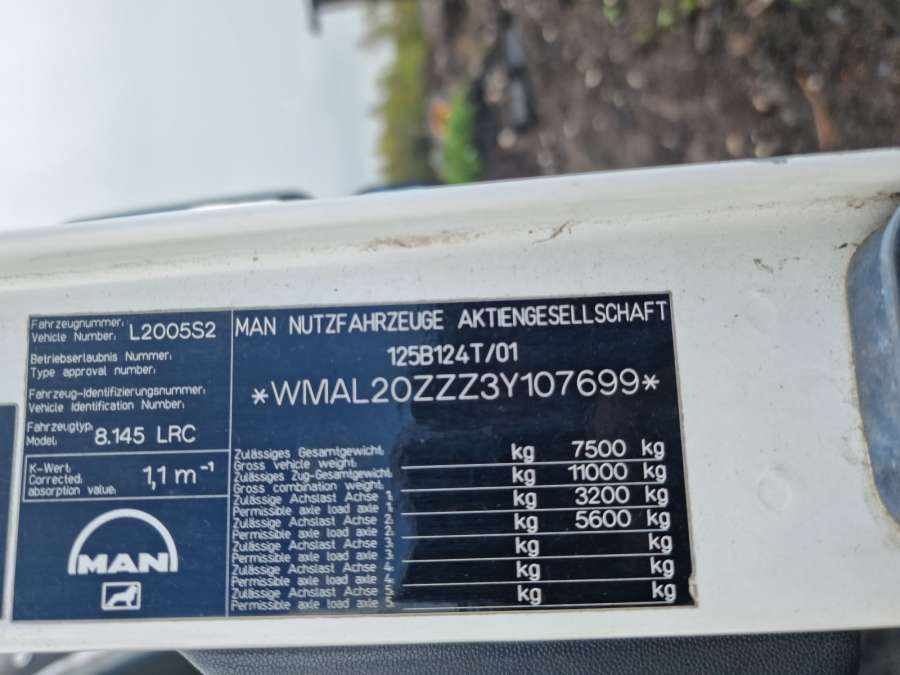 Fahrzeugnummer:
Vehicle Number: L2005S2
Betriebserlaubnis Nummer:
Type approval number:
Fahrzeug-Identifizierungsnummer:
Vehicle Identification Number:
Fahrzeugtyp:
Model: 8.145 LRC
K-Wert:
Corrected
absorption value: 1,1 m⁻¹
MAN
MAN NUTZFAHRZEUGE AKTIENGESELLSCHAFT
125B124T/01
*WMAL20ZZZ3Y107699*
Zulässiges Gesamtgewicht:
Gross vehicle weight: kg 7500 kg
Zulässiges Zug-Gesamtgewicht:
Gross combination weight: kg 11000 kg
Zulässige Achslast Achse 1:
Permissible axle load axle 1: kg 3200 kg
Zulässige Achslast Achse 2:
Permissible axle load axle 2: kg 5600 kg
Zulässige Achslast Achse 3:
Permissible axle load axle 3: kg kg
Zulässige Achslast Achse 4:
Permissible axle load axle 4: kg kg
Zulässige Achslast Achse 5:
Permissible axle load axle 5: kg kg